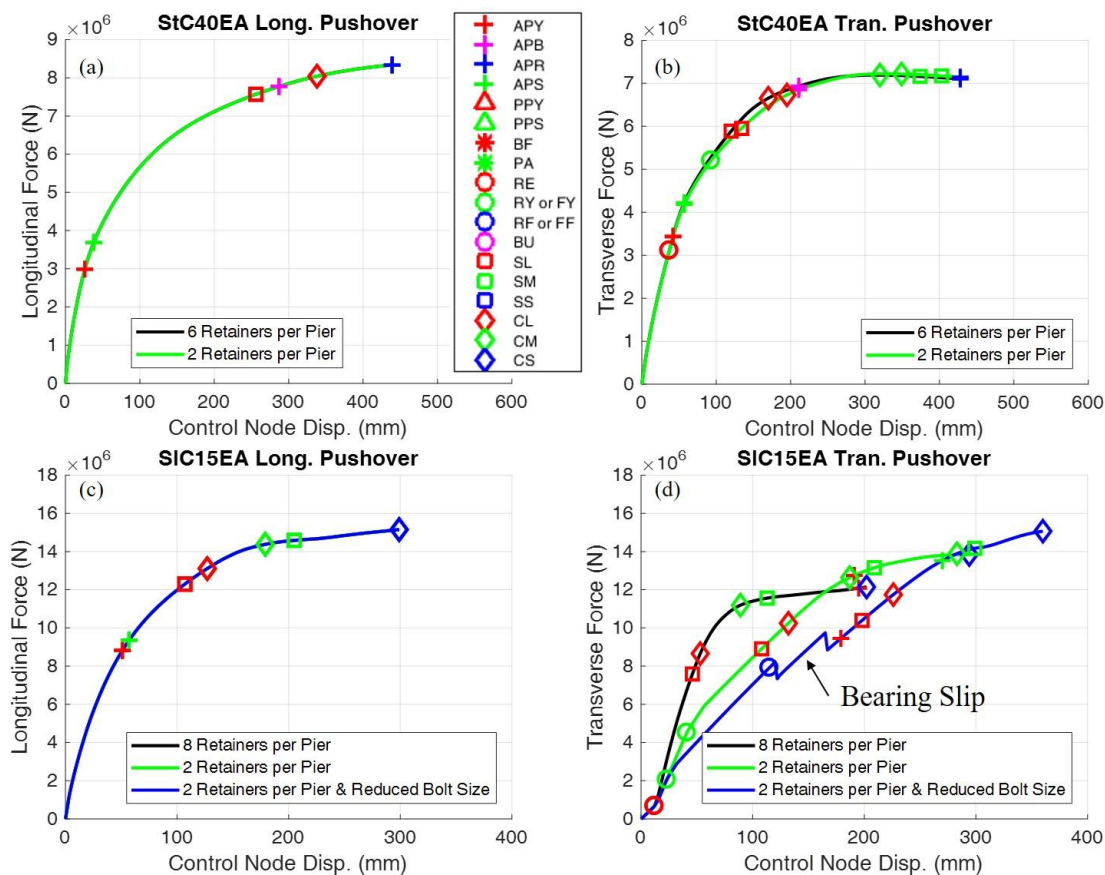 StC40EA Long. Pushover
× 10⁶
(a)
9
8
7
6
5
4
3
2
1
0
Longitudinal Force (N)
6 Retainers per Pier
2 Retainers per Pier
0 100 200 300 400 500 600
Control Node Disp. (mm)
APY
APB
APR
APS
PPY
PPS
BF
PA
RE
RY or FY
RF or FF
BU
SL
SM
SS
CL
CM
CS
StC40EA Tran. Pushover
× 10⁶
(b)
8
7
6
5
4
3
2
1
0
Transverse Force (N)
6 Retainers per Pier
2 Retainers per Pier
0 100 200 300 400 500 600
Control Node Disp. (mm)
SlC15EA Long. Pushover
× 10⁶
(c)
18
16
14
12
10
8
6
4
2
0
Longitudinal Force (N)
8 Retainers per Pier
2 Retainers per Pier
2 Retainers per Pier & Reduced Bolt Size
0 100 200 300 400
Control Node Disp. (mm)
SlC15EA Tran. Pushover
× 10⁶
(d)
18
16
14
12
10
8
6
4
2
0
Transverse Force (N)
Bearing Slip
8 Retainers per Pier
2 Retainers per Pier
2 Retainers per Pier & Reduced Bolt Size
0 100 200 300 400
Control Node Disp. (mm)